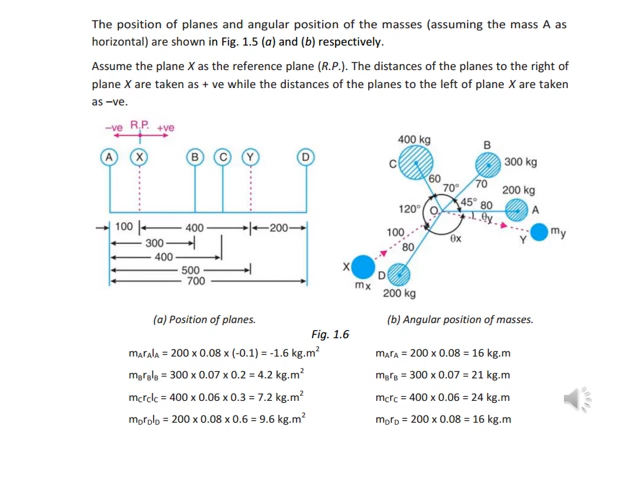 The position of planes and angular position of the masses (assuming the mass A as
horizontal) are shown in Fig. 1.5 (a) and (b) respectively.
Assume the plane X as the reference plane (R.P.). The distances of the planes to the right of
plane X are taken as + ve while the distances of the planes to the left of plane X are taken
as –ve.
–ve R.P. +ve
A X B C Y D
100 400 200
300
400
500
700
400 kg
B
C 300 kg
60 70° 70 200 kg
45° 80
120° O A
θy
100 Y my
80 θx
X
mx D
200 kg
(a) Position of planes. (b) Angular position of masses.
Fig. 1.6
mArAlA = 200 x 0.08 x (-0.1) = -1.6 kg.m² mArA = 200 x 0.08 = 16 kg.m
mBrBlB = 300 x 0.07 x 0.2 = 4.2 kg.m² mBrB = 300 x 0.07 = 21 kg.m
mCrClC = 400 x 0.06 x 0.3 = 7.2 kg.m² mCrC = 400 x 0.06 = 24 kg.m
mDrDlD = 200 x 0.08 x 0.6 = 9.6 kg.m² mDrD = 200 x 0.08 = 16 kg.m